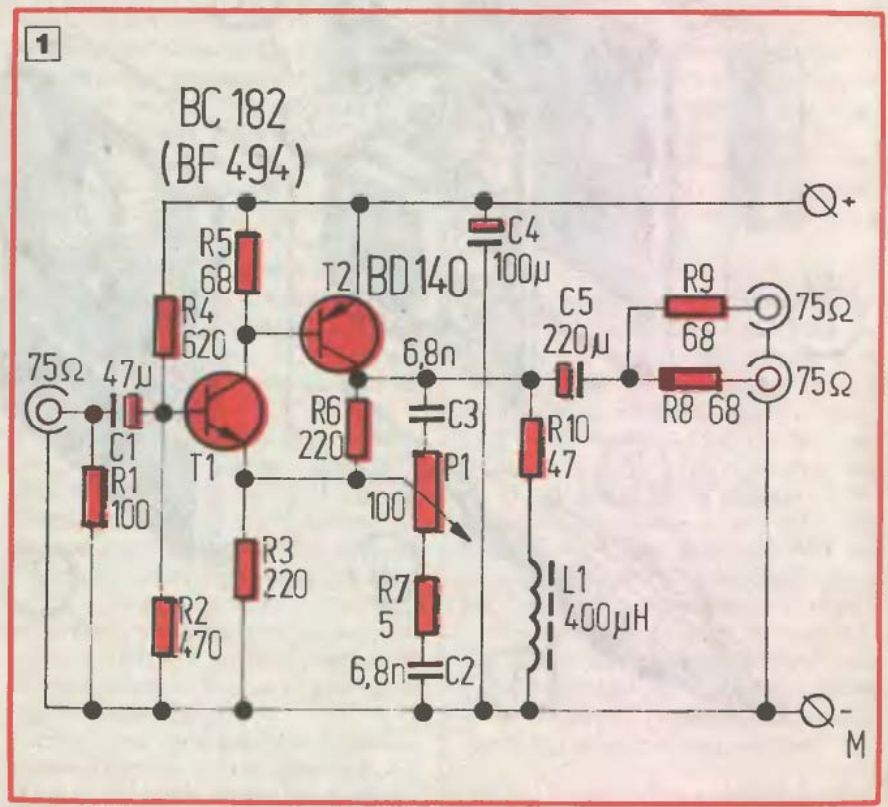 1
BC 182
(BF 494)
+
R5
68
T2
BD 140
C4
100µ
R9
68
75Ω
R4
620
C5
220µ
6,8n
75Ω
47µ
C1
T1
R6
220
C3
R8 68
75Ω
R1
100
P1
100
R10
47
R3
220
R7
5
L1
400µH
R2
470
6,8n
C2
-
M